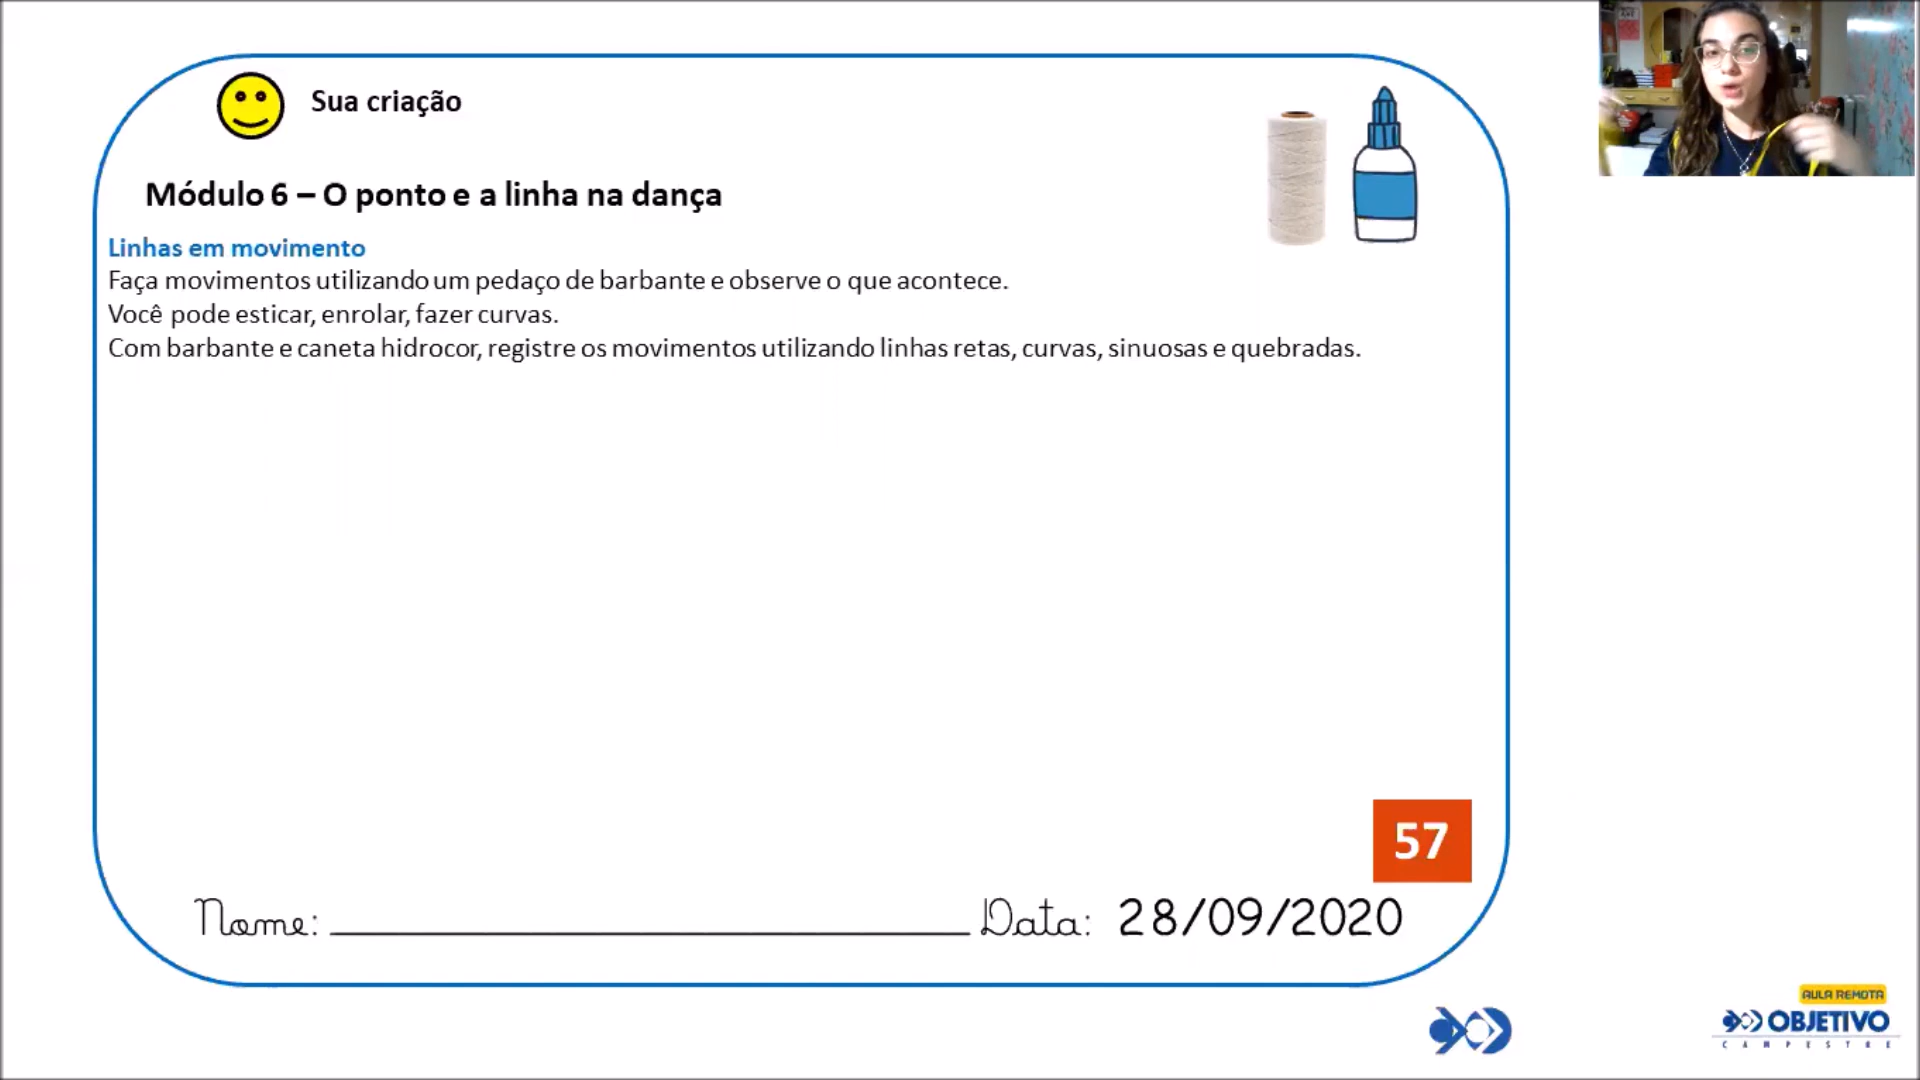 Sua criação
Módulo 6 – O ponto e a linha na dança
Linhas em movimento
Faça movimentos utilizando um pedaço de barbante e observe o que acontece.
Você pode esticar, enrolar, fazer curvas.
Com barbante e caneta hidrocor, registre os movimentos utilizando linhas retas, curvas, sinuosas e quebradas.
57
Nome: Data: 28/09/2020
AULA REMOTA
OBJETIVO
CAMPESTRE